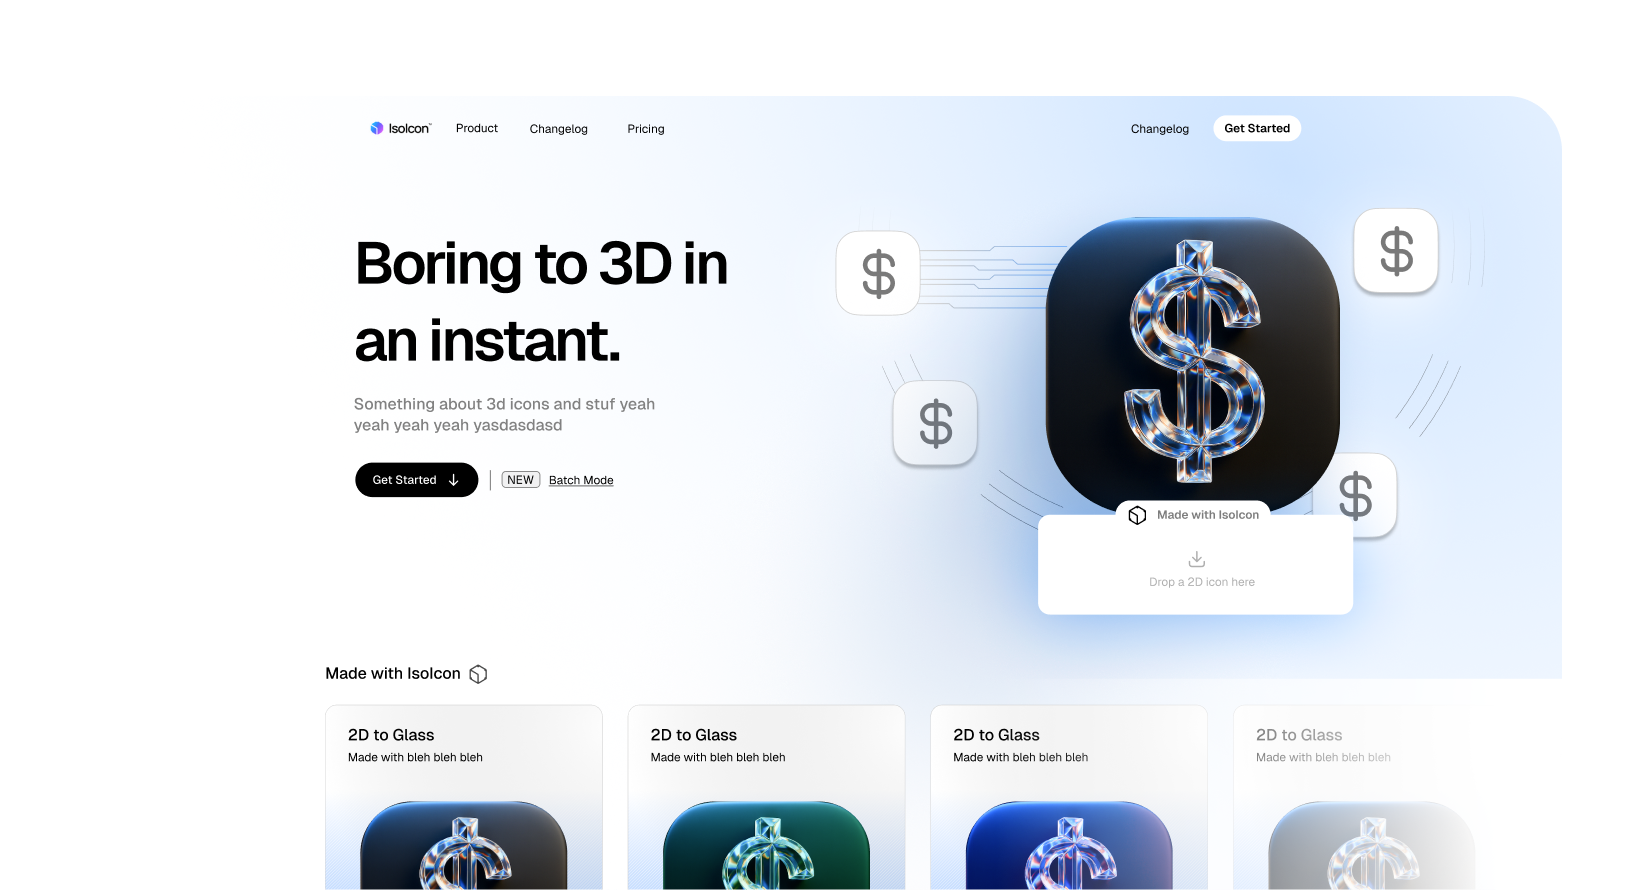 IsoIcon™ Product Changelog Pricing Changelog Get Started
Boring to 3D in
an instant.
Something about 3d icons and stuf yeah
yeah yeah yeah yasdasdasd
Get Started NEW Batch Mode
$
$
$
$
$
Made with IsoIcon
Drop a 2D icon here
Made with IsoIcon
2D to Glass
Made with bleh bleh bleh
$
2D to Glass
Made with bleh bleh bleh
$
2D to Glass
Made with bleh bleh bleh
$
2D to Glass
Made with bleh bleh bleh
$